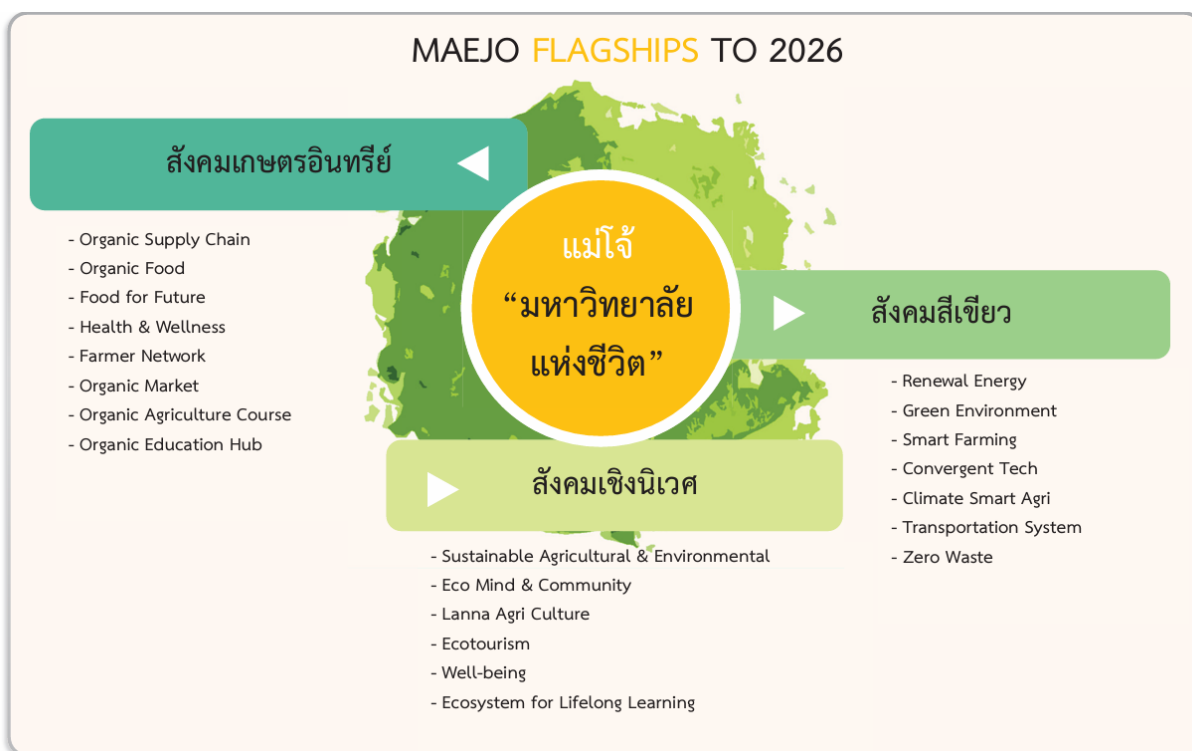 MAEJO FLAGSHIPS TO 2026
สังคมเกษตรอินทรีย์
- Organic Supply Chain
- Organic Food
- Food for Future
- Health & Wellness
- Farmer Network
- Organic Market
- Organic Agriculture Course
- Organic Education Hub
แม่โจ้
“มหาวิทยาลัย
แห่งชีวิต”
สังคมสีเขียว
- Renewal Energy
- Green Environment
- Smart Farming
- Convergent Tech
- Climate Smart Agri
- Transportation System
- Zero Waste
สังคมเชิงนิเวศ
- Sustainable Agricultural & Environmental
- Eco Mind & Community
- Lanna Agri Culture
- Ecotourism
- Well-being
- Ecosystem for Lifelong Learning